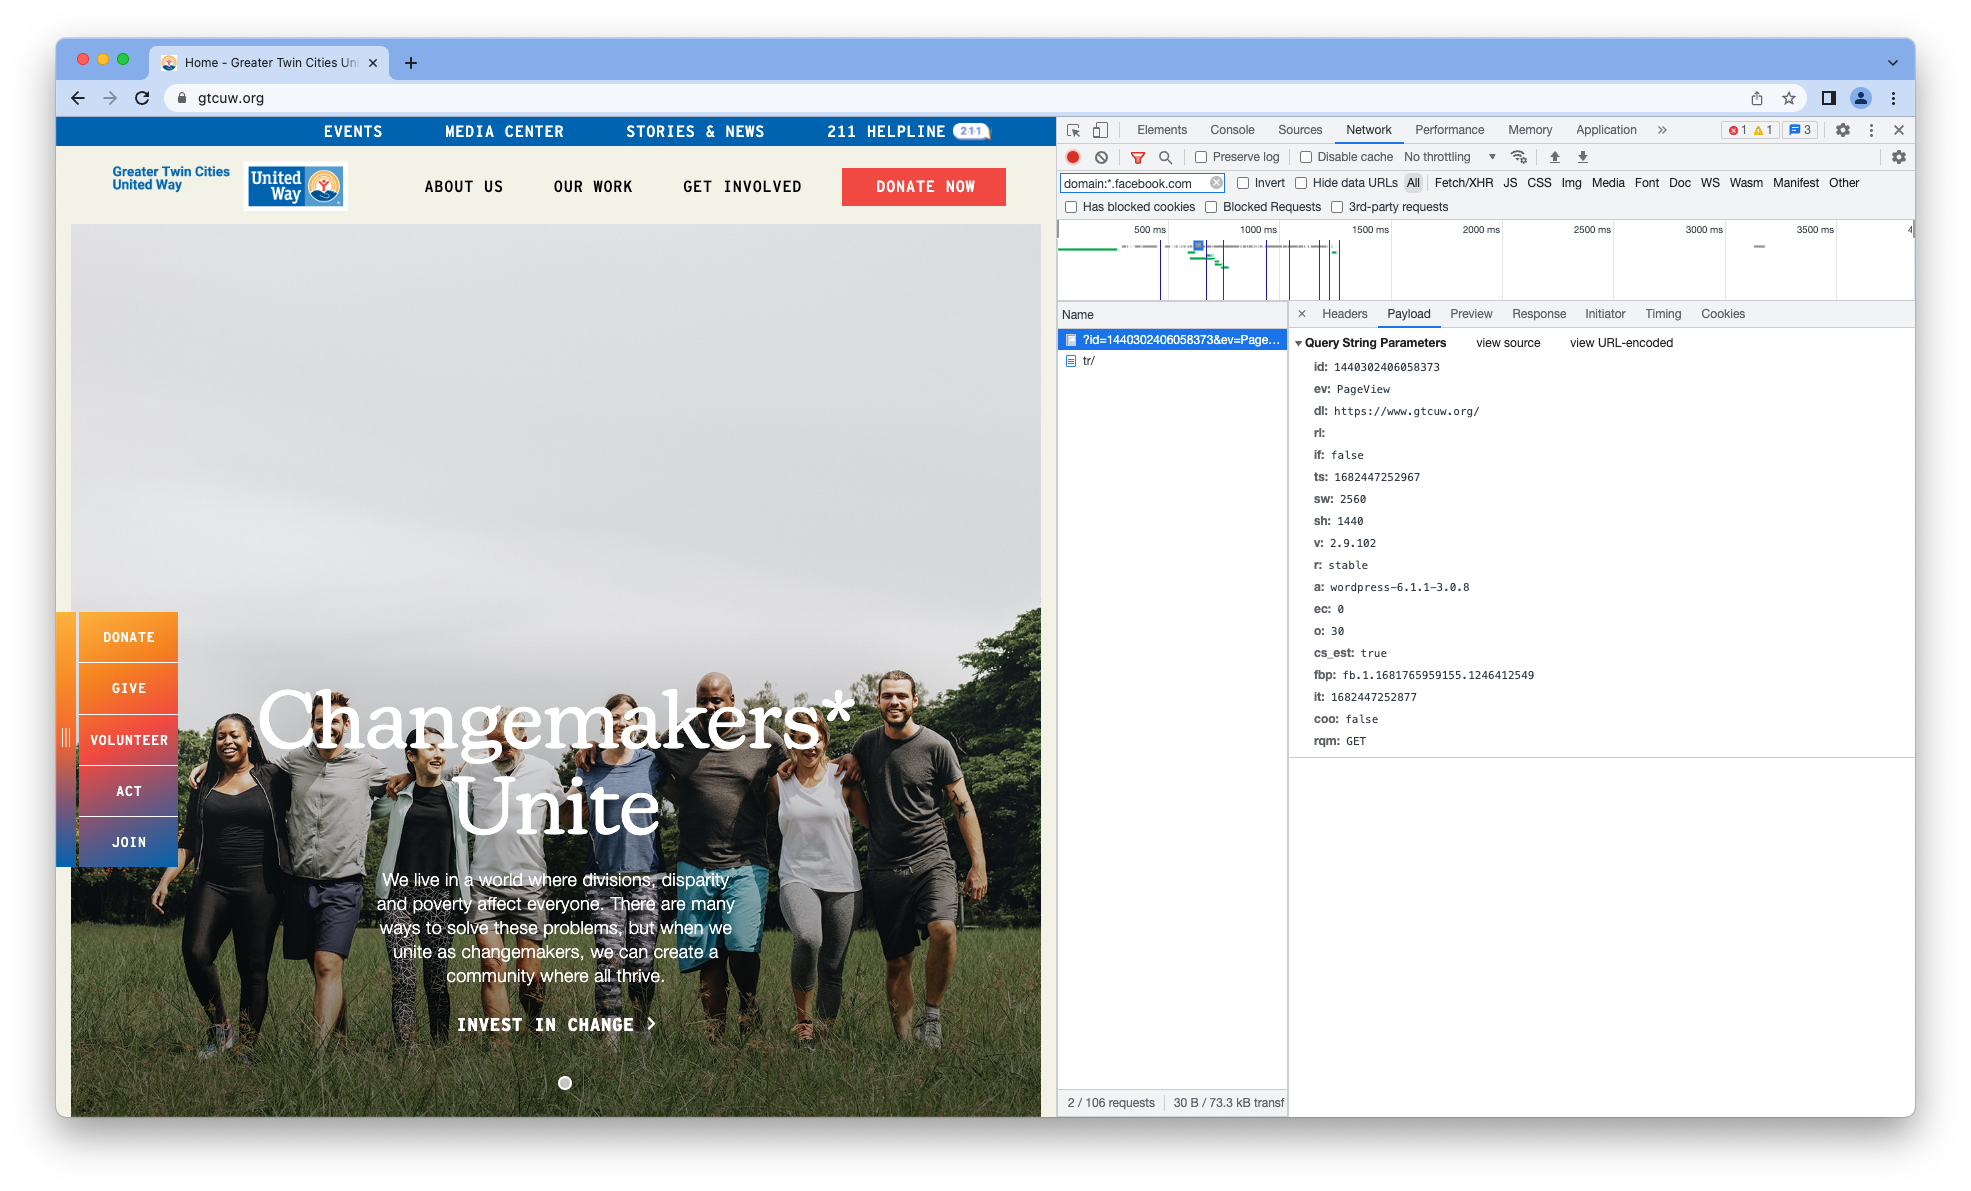 Home - Greater Twin Cities Uni
gtcuw.org
EVENTS
MEDIA CENTER
STORIES & NEWS
211 HELPLINE
211
Greater Twin Cities
United Way
United
Way
ABOUT US
OUR WORK
GET INVOLVED
DONATE NOW
DONATE
GIVE
VOLUNTEER
ACT
JOIN
Changemakers*
Unite
We live in a world where divisions, disparity
and poverty affect everyone. There are many
ways to solve these problems, but when we
unite as changemakers, we can create a
community where all thrive.
INVEST IN CHANGE >
Elements Console Sources Network Performance Memory Application » 1 1 3
Preserve log Disable cache No throttling
domain:*.facebook.com Invert Hide data URLs All Fetch/XHR JS CSS Img Media Font Doc WS Wasm Manifest Other
Has blocked cookies Blocked Requests 3rd-party requests
500 ms 1000 ms 1500 ms 2000 ms 2500 ms 3000 ms 3500 ms 4
Name
?id=1440302406058373&ev=Page...
tr/
2 / 106 requests 30 B / 73.3 kB transf
Headers Payload Preview Response Initiator Timing Cookies
Query String Parameters view source view URL-encoded
id: 1440302406058373
ev: PageView
dl: https://www.gtcuw.org/
rl:
if: false
ts: 1682447252967
sw: 2560
sh: 1440
v: 2.9.102
r: stable
a: wordpress-6.1.1-3.0.8
ec: 0
o: 30
cs_est: true
fbp: fb.1.1681765959155.1246412549
it: 1682447252877
coo: false
rqm: GET